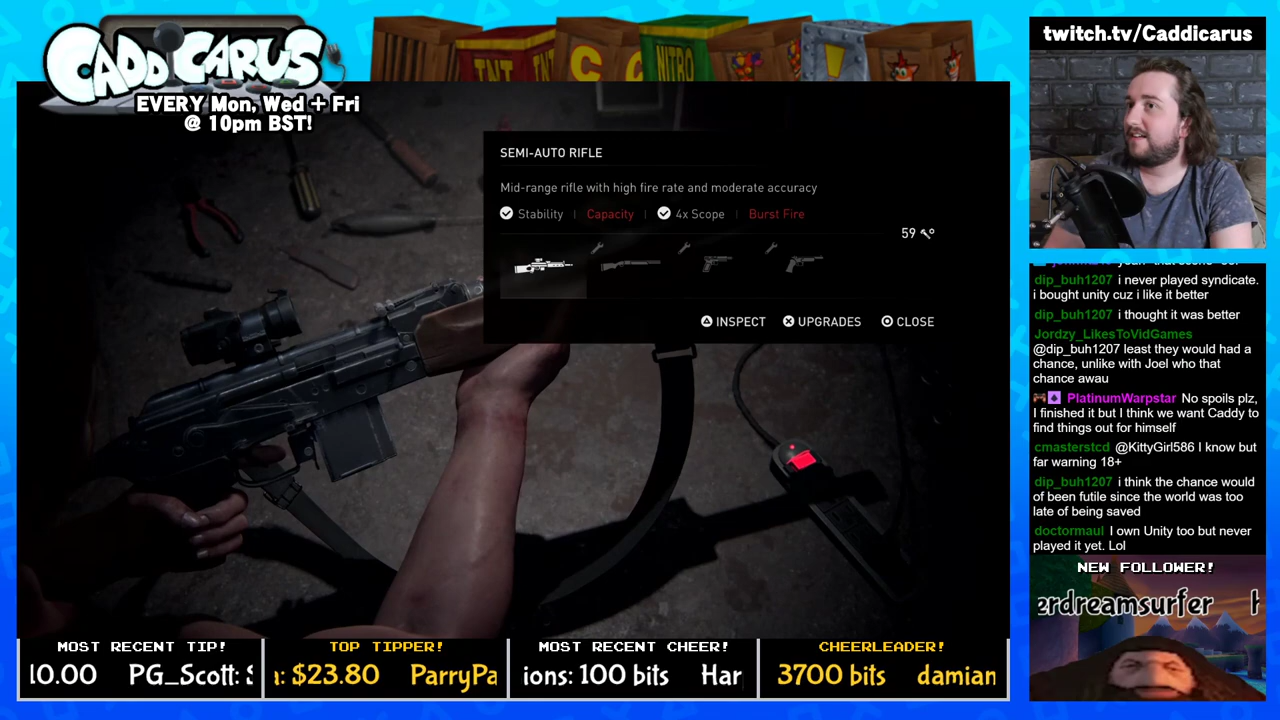 CADDICARUS
EVERY Mon, Wed + Fri
@ 10pm BST!
TNT
TNT
C
C
NITRO
twitch.tv/Caddicarus
SEMI-AUTO RIFLE
Mid-range rifle with high fire rate and moderate accuracy
Stability | Capacity | 4x Scope | Burst Fire
59
INSPECT UPGRADES CLOSE
dip_buh1207 i never played syndicate.
i bought unity cuz i like it better
dip_buh1207 i thought it was better
Jordzy_LikesToVidGames
@dip_buh1207 least they would had a
chance, unlike with Joel who that
chance awau
PlatinumWarpstar No spoils plz,
I finished it but I think we want Caddy to
find things out for himself
cmasterstcd @KittyGirl586 I know but
far warning 18+
dip_buh1207 i think the chance would
of been futile since the world was too
late of being saved
doctormaul I own Unity too but never
played it yet. Lol
NEW FOLLOWER!
erdreamsurfer
MOST RECENT TIP!
10.00 PG_Scott: $
TOP TIPPER!
a: $23.80 ParryPa
MOST RECENT CHEER!
ions: 100 bits Har
CHEERLEADER!
3700 bits damian